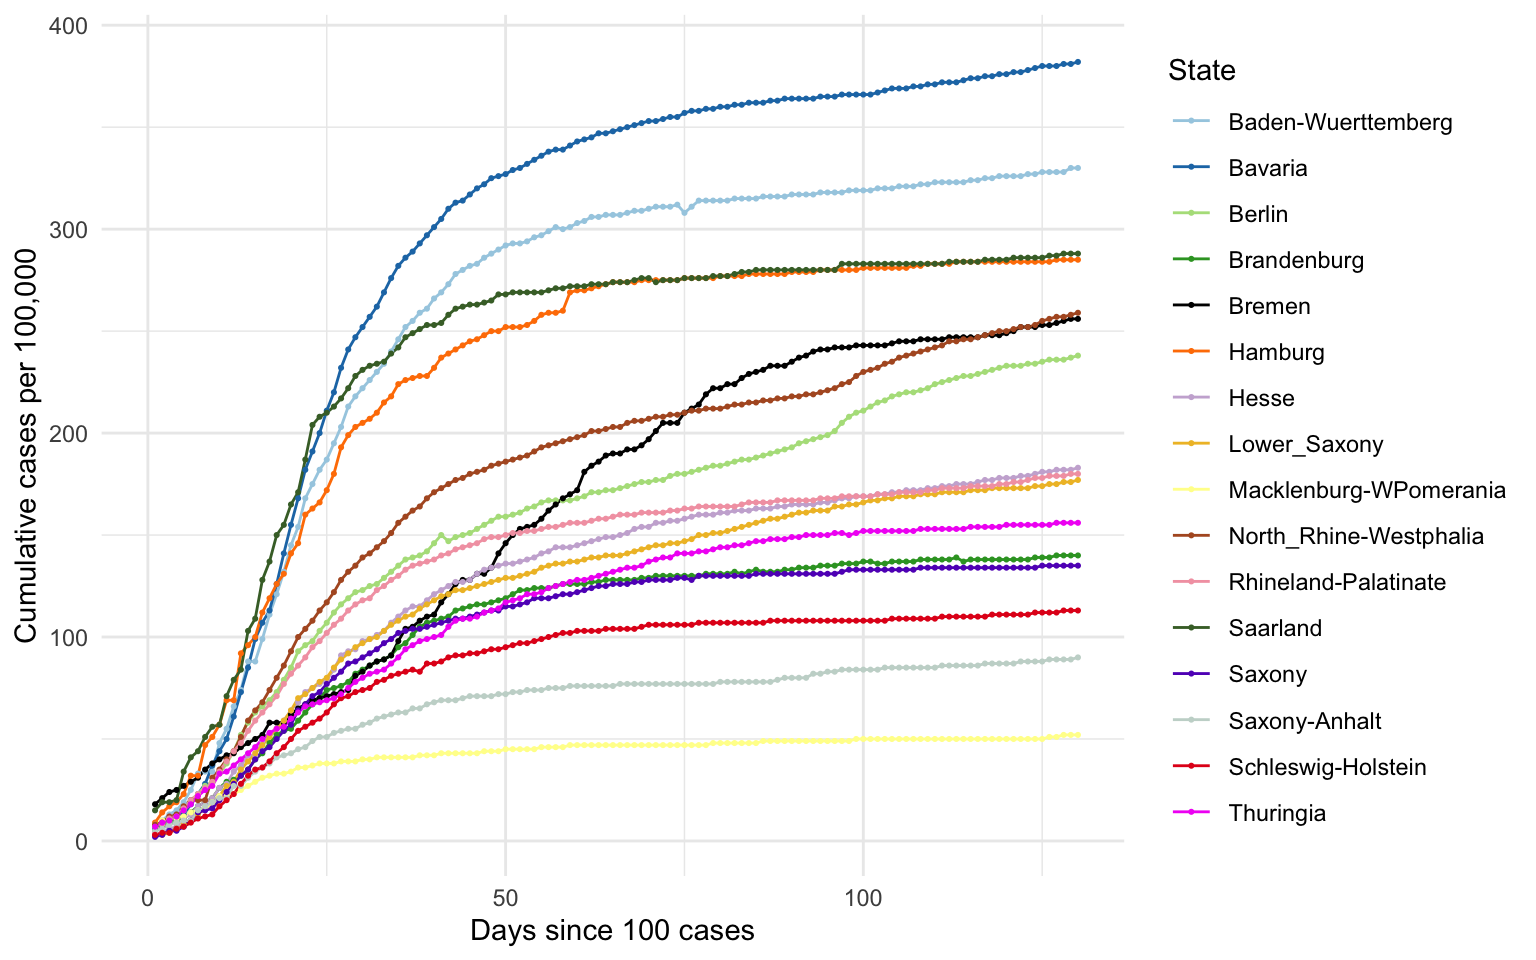 400
300
200
100
0
Cumulative cases per 100,000
0 50 100
Days since 100 cases
State
Baden-Wuerttemberg
Bavaria
Berlin
Brandenburg
Bremen
Hamburg
Hesse
Lower_Saxony
Macklenburg-WPomerania
North_Rhine-Westphalia
Rhineland-Palatinate
Saarland
Saxony
Saxony-Anhalt
Schleswig-Holstein
Thuringia